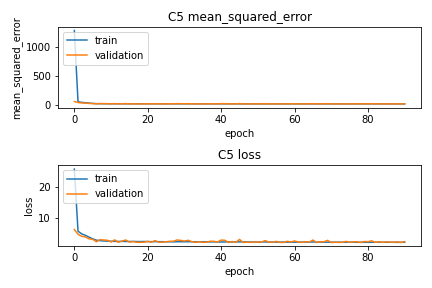 C5 mean_squared_error
mean_squared_error
1000
500
0
train
validation
0 20 40 60 80
epoch
C5 loss
loss
20
10
train
validation
0 20 40 60 80
epoch